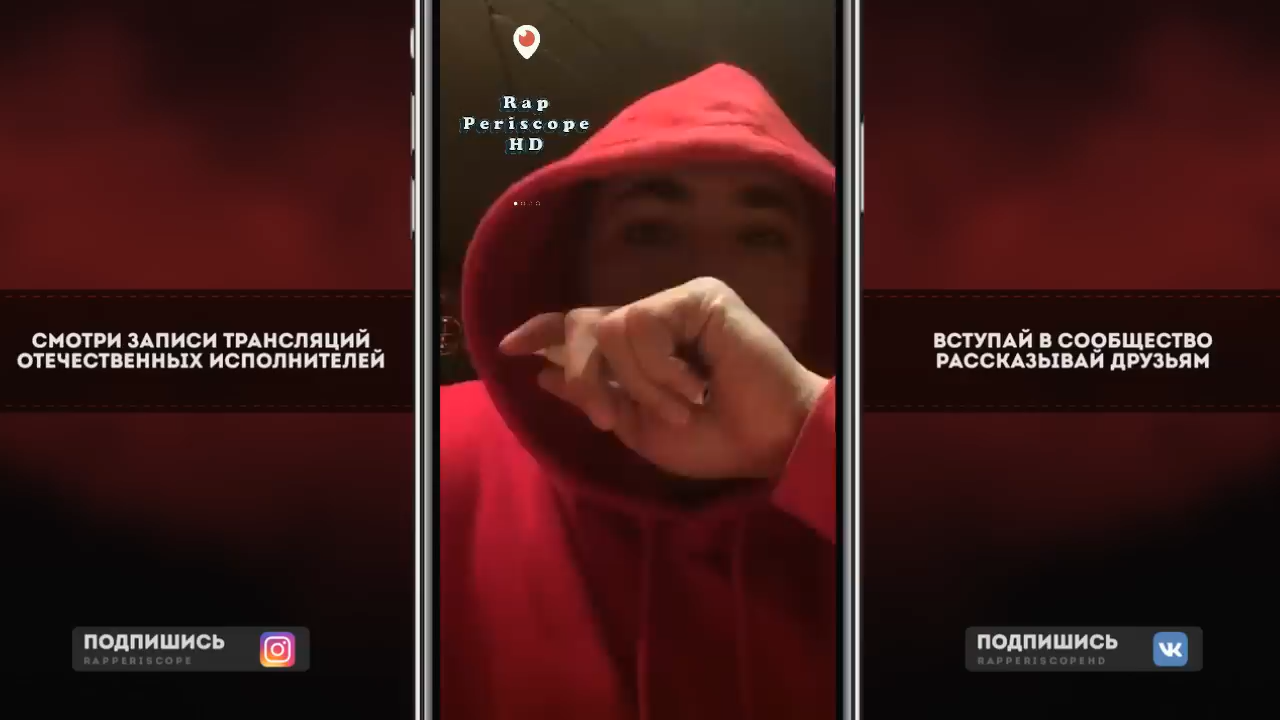 Rap
Periscope
HD
СМОТРИ ЗАПИСИ ТРАНСЛЯЦИЙ
ОТЕЧЕСТВЕННЫХ ИСПОЛНИТЕЛЕЙ
ВСТУПАЙ В СООБЩЕСТВО
РАССКАЗЫВАЙ ДРУЗЬЯМ
ПОДПИШИСЬ
RAPPERISCOPE
ПОДПИШИСЬ
RAPPERISCOPEHD